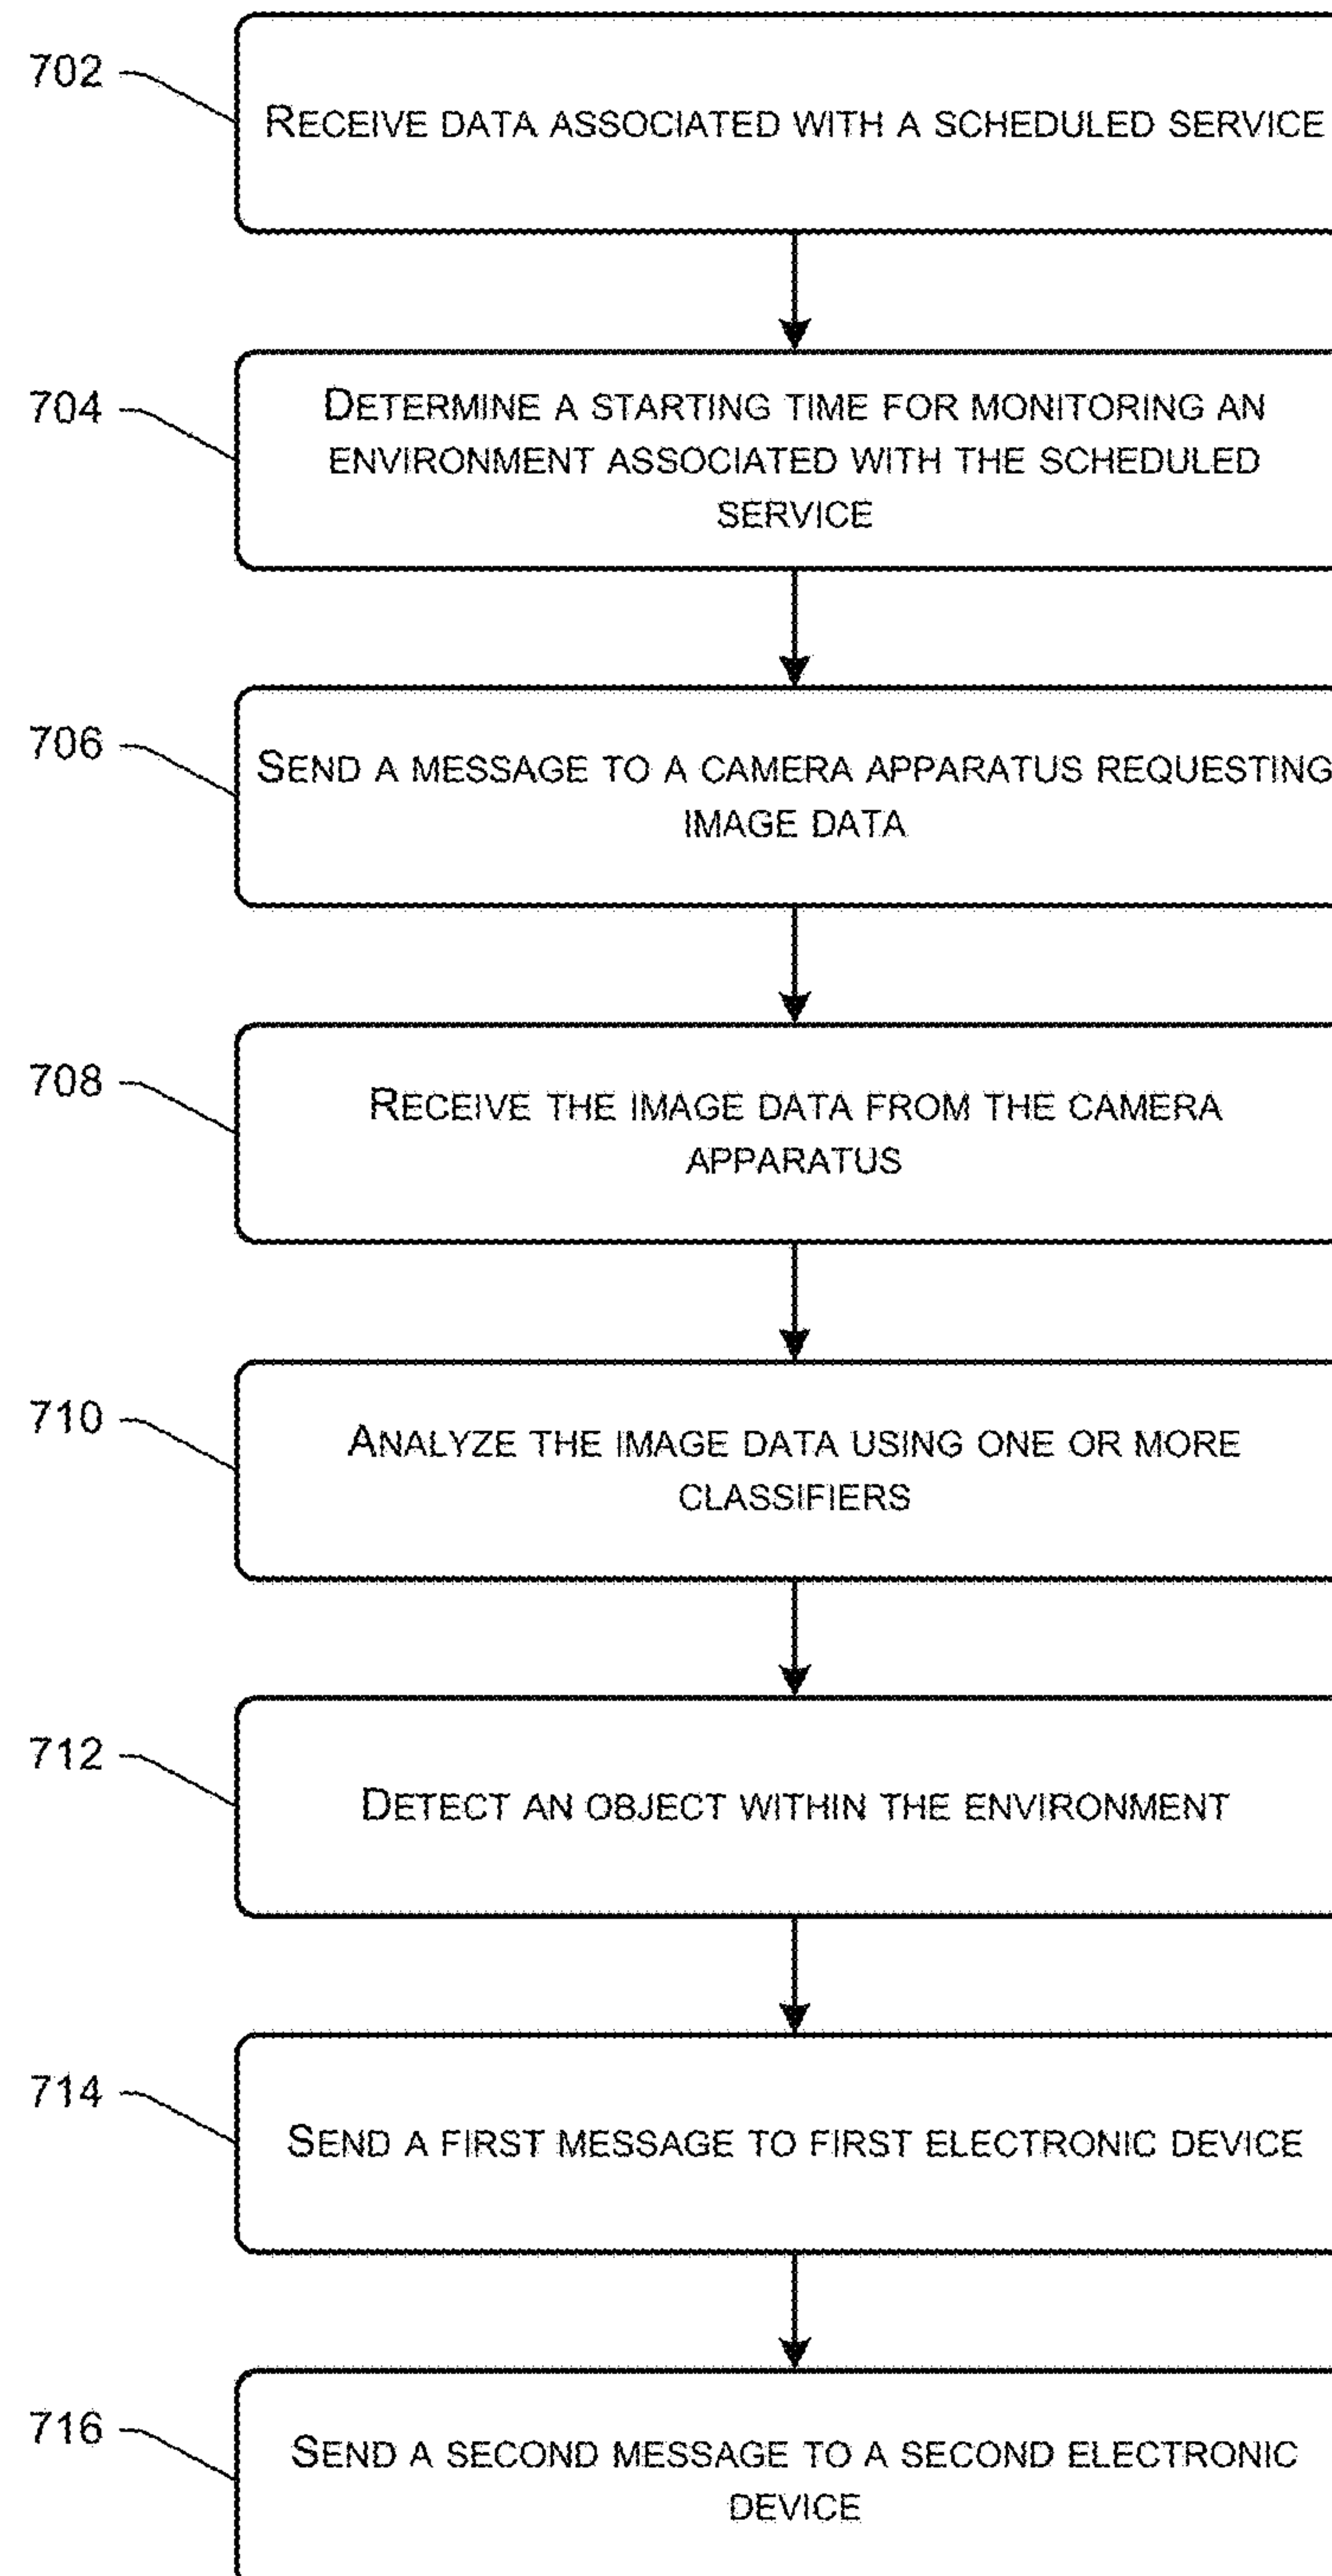 702
RECEIVE DATA ASSOCIATED WITH A SCHEDULED SERVICE
704
DETERMINE A STARTING TIME FOR MONITORING AN
ENVIRONMENT ASSOCIATED WITH THE SCHEDULED
SERVICE
706
SEND A MESSAGE TO A CAMERA APPARATUS REQUESTING
IMAGE DATA
708
RECEIVE THE IMAGE DATA FROM THE CAMERA
APPARATUS
710
ANALYZE THE IMAGE DATA USING ONE OR MORE
CLASSIFIERS
712
DETECT AN OBJECT WITHIN THE ENVIRONMENT
714
SEND A FIRST MESSAGE TO FIRST ELECTRONIC DEVICE
716
SEND A SECOND MESSAGE TO A SECOND ELECTRONIC
DEVICE